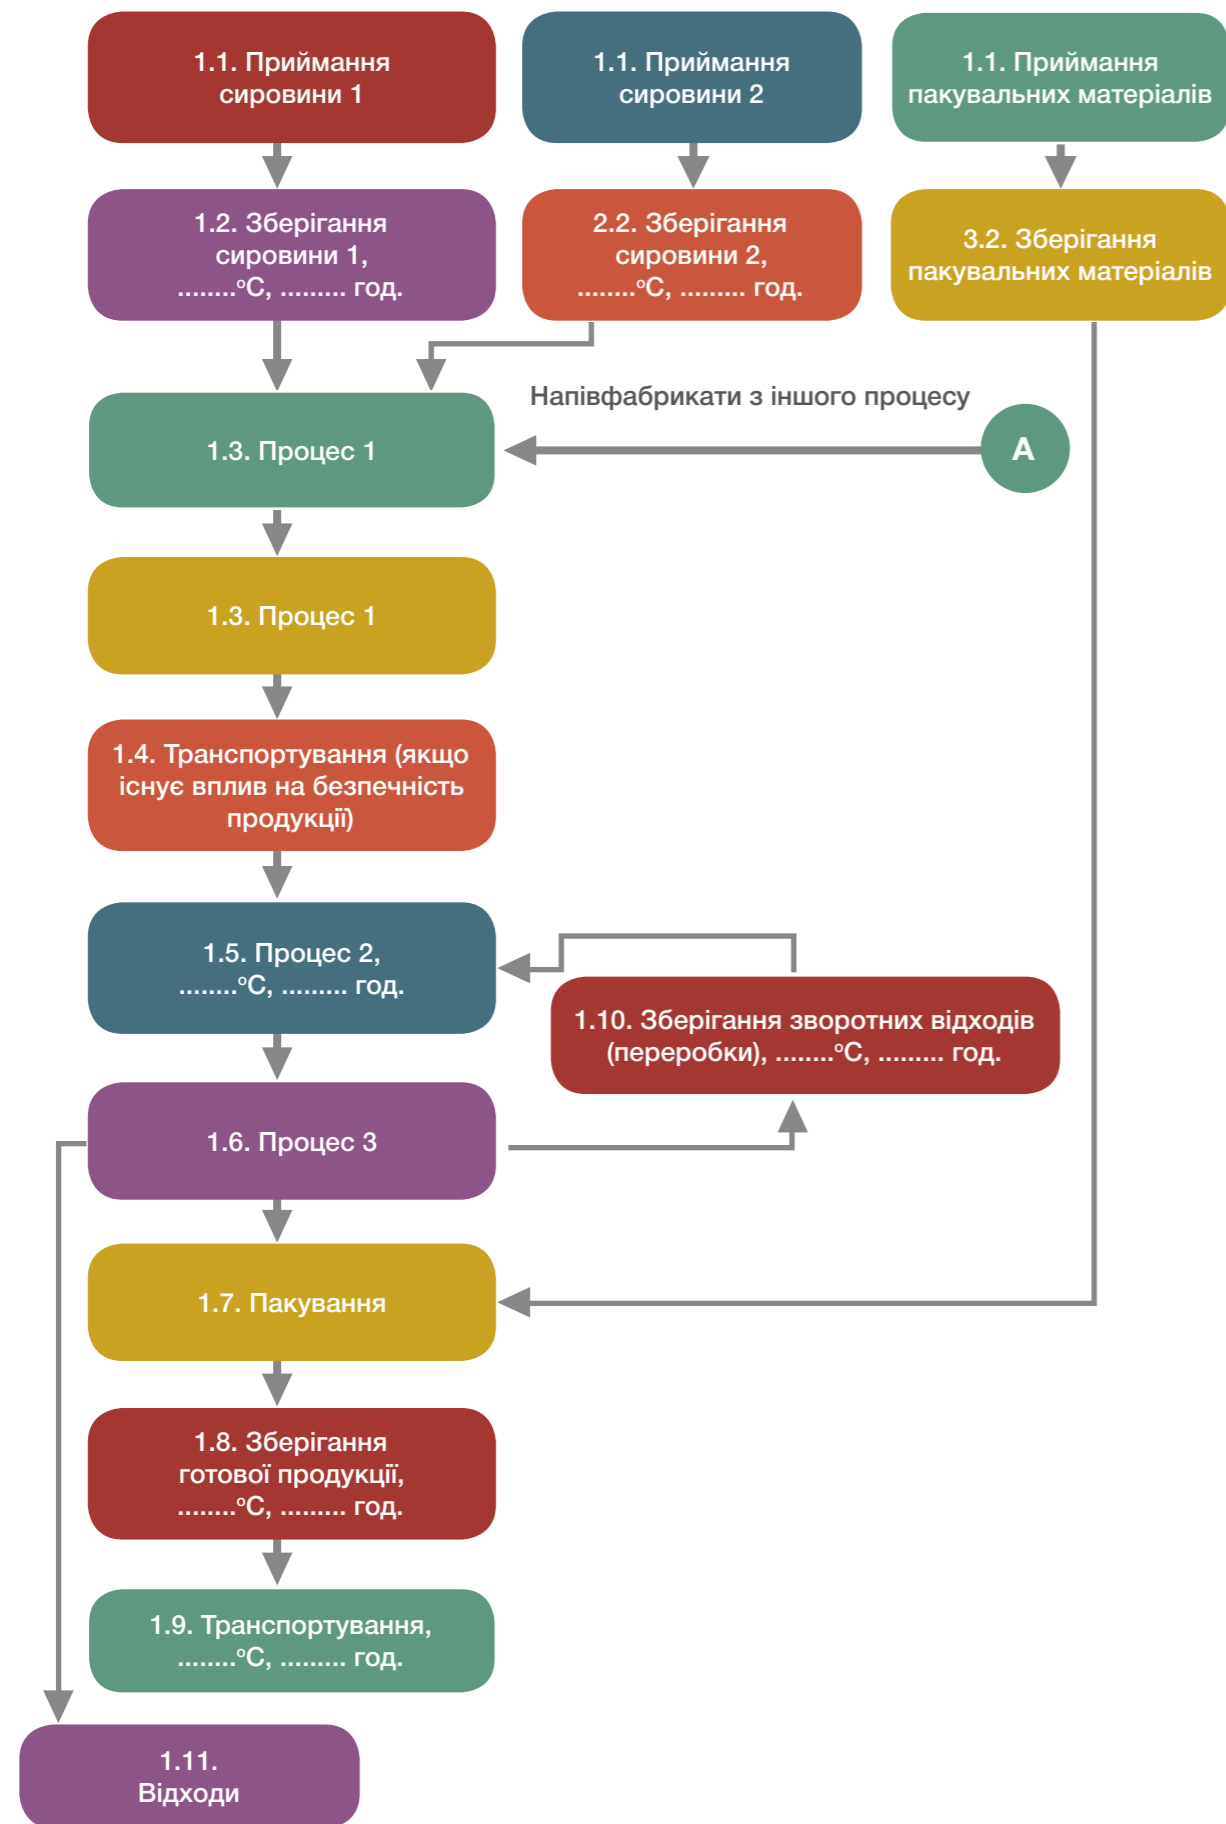 1.1. Приймання
сировини 1
1.1. Приймання
сировини 2
1.1. Приймання
пакувальних матеріалів
1.2. Зберігання
сировини 1,
........°C, ......... год.
2.2. Зберігання
сировини 2,
........°C, ......... год.
3.2. Зберігання
пакувальних матеріалів
Напівфабрикати з іншого процесу
1.3. Процес 1
А
1.3. Процес 1
1.4. Транспортування (якщо
існує вплив на безпечність
продукції)
1.5. Процес 2,
........°C, ......... год.
1.10. Зберігання зворотних відходів
(переробки), ........°C, ......... год.
1.6. Процес 3
1.7. Пакування
1.8. Зберігання
готової продукції,
........°C, ......... год.
1.9. Транспортування,
........°C, ......... год.
1.11.
Відходи